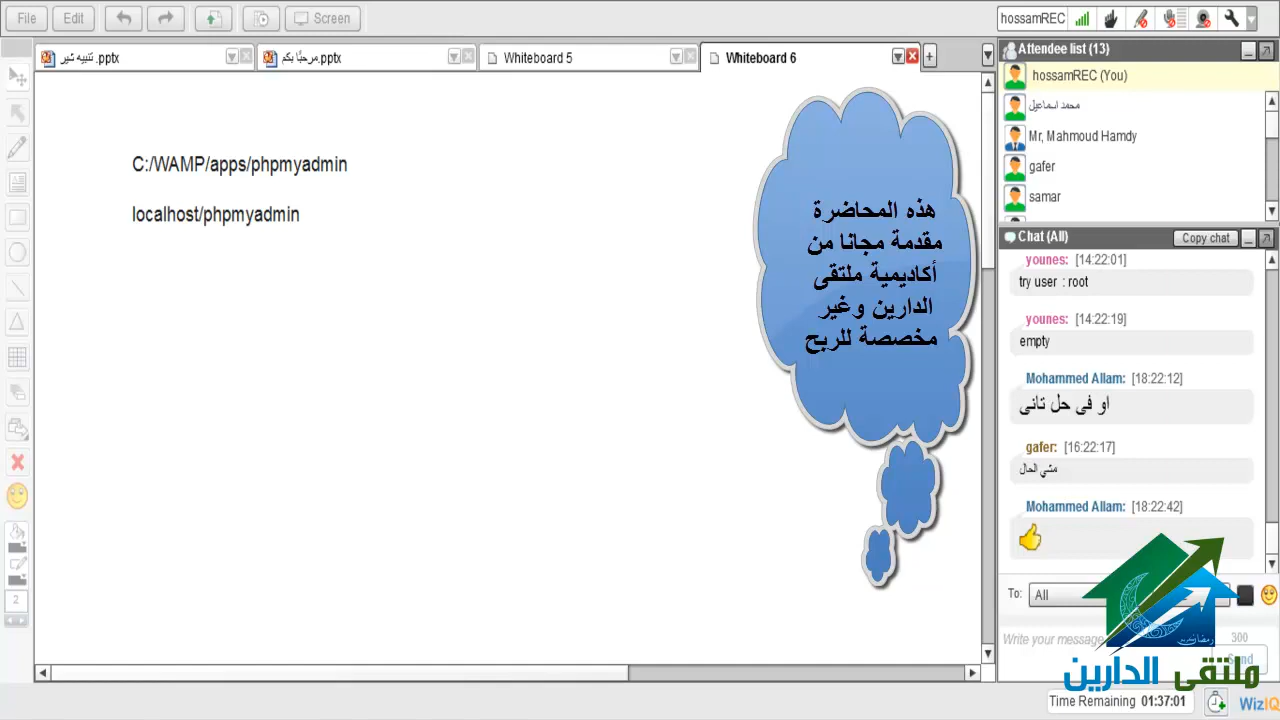 File Edit Screen hossamREC
تنبيه ثير .pptx
مرحبًا بكم.pptx
Whiteboard 5
Whiteboard 6
Attendee list (13)
hossamREC (You)
محمد اسماعيل
Mr, Mahmoud Hamdy
gafer
samar
C:/WAMP/apps/phpmyadmin
localhost/phpmyadmin
هذه المحاضرة
مقدمة مجانا من
أكاديمية ملتقى
الدارين وغير
مخصصة للربح
Chat (All) Copy chat
younes: [14:22:01]
try user : root
younes: [14:22:19]
empty
Mohammed Allam: [18:22:12]
او فى حل تانى
gafer: [16:22:17]
متي الحال
Mohammed Allam: [18:22:42]
To: All
Write your message
300
Send
2
ملتقى الدارين
Time Remaining 01:37:01
WizIQ